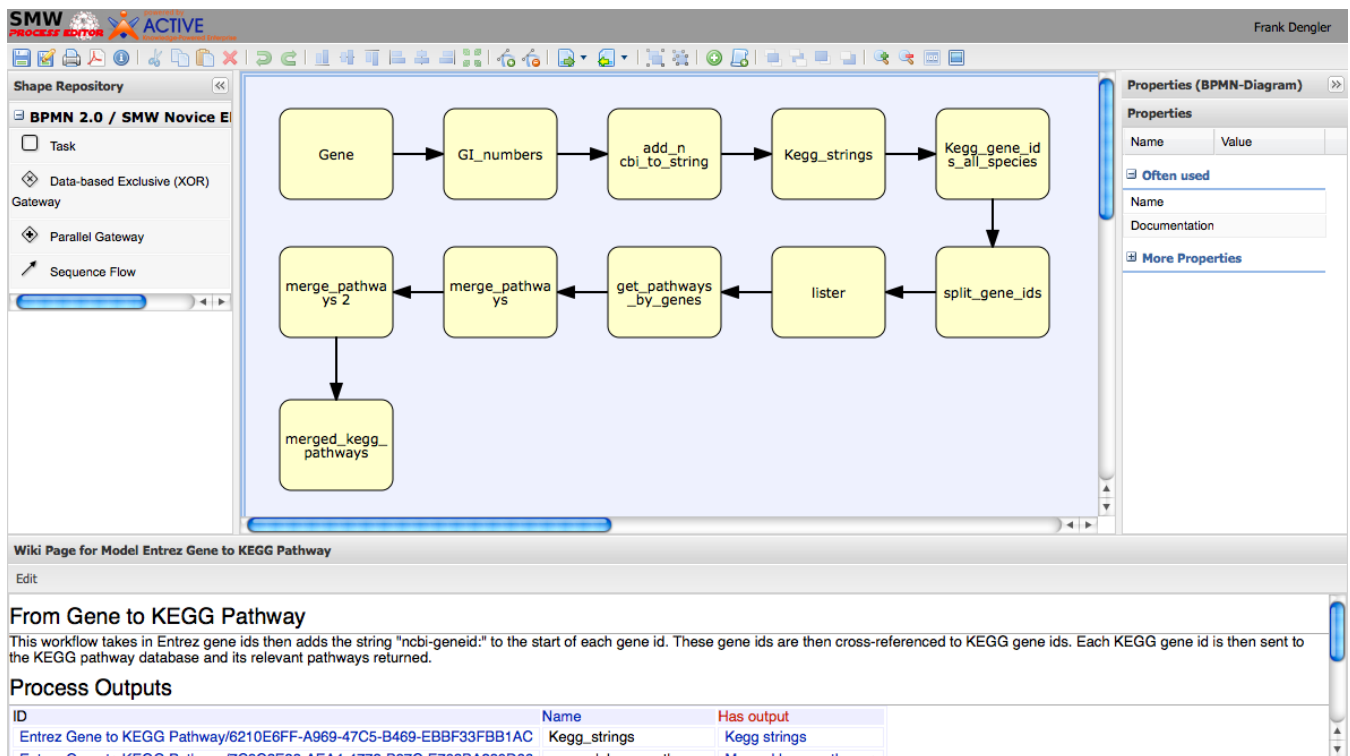 SMW
PROCESS EDITOR
ACTIVE
Frank Dengler
Shape Repository
BPMN 2.0 / SMW Novice El
Task
Data-based Exclusive (XOR)
Gateway
Parallel Gateway
Sequence Flow
Gene
GI_numbers
add_n
cbi_to_string
Kegg_strings
Kegg_gene_id
s_all_species
merge_pathwa
ys 2
merge_pathwa
ys
get_pathways
_by_genes
lister
split_gene_ids
merged_kegg_
pathways
Properties (BPMN-Diagram)
Properties
Name Value
Often used
Name
Documentation
More Properties
Wiki Page for Model Entrez Gene to KEGG Pathway
Edit
From Gene to KEGG Pathway
This workflow takes in Entrez gene ids then adds the string "ncbi-geneid:" to the start of each gene id. These gene ids are then cross-referenced to KEGG gene ids. Each KEGG gene id is then sent to
the KEGG pathway database and its relevant pathways returned.
Process Outputs
ID Name Has output
Entrez Gene to KEGG Pathway/6210E6FF-A969-47C5-B469-EBBF33FBB1AC Kegg_strings Kegg strings